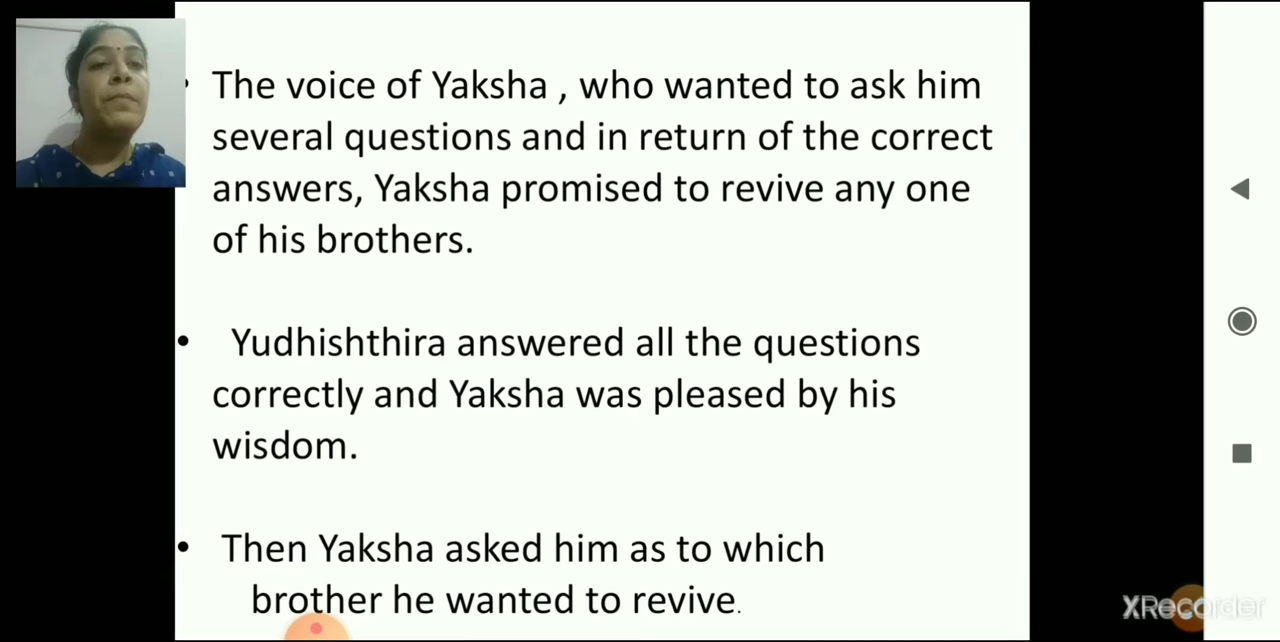 • The voice of Yaksha , who wanted to ask him
several questions and in return of the correct
answers, Yaksha promised to revive any one
of his brothers.
• Yudhishthira answered all the questions
correctly and Yaksha was pleased by his
wisdom.
• Then Yaksha asked him as to which
brother he wanted to revive.
XRecorder